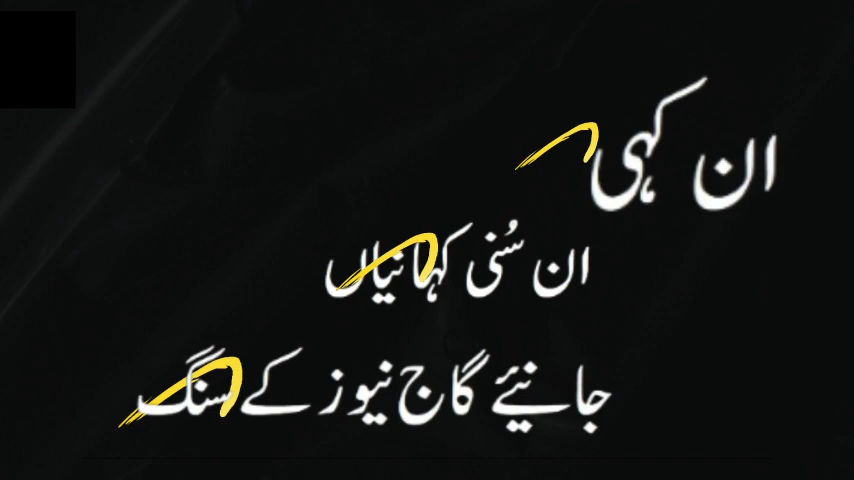 ان کہی
ان سُنی کہانیاں
جانیئے گاج نیوز کے سنگ